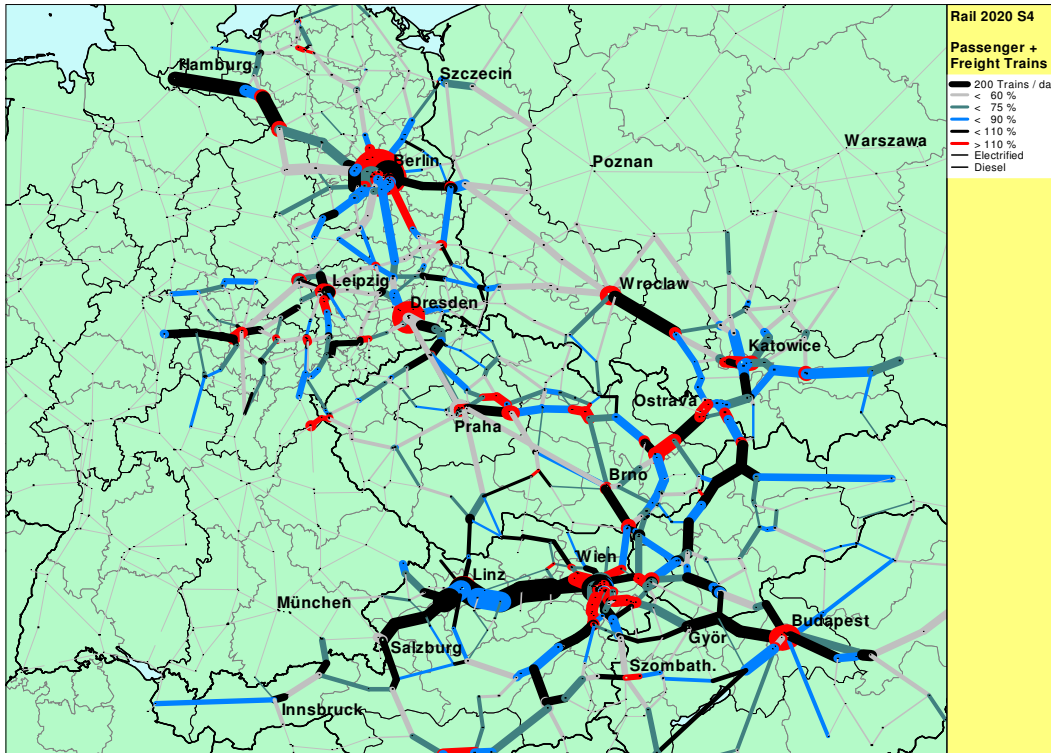 Rail 2020 S4
Passenger +
Freight Trains
200 Trains / da
< 60 %
< 75 %
< 90 %
< 110 %
> 110 %
Electrified
Diesel
Hamburg
Szczecin
Warszawa
Berlin
Poznan
Leipzig
Wroclaw
Dresden
Katowice
Ostrava
Praha
Brno
Wien
Linz
München
Budapest
Györ
Salzburg
Szombath.
Innsbruck